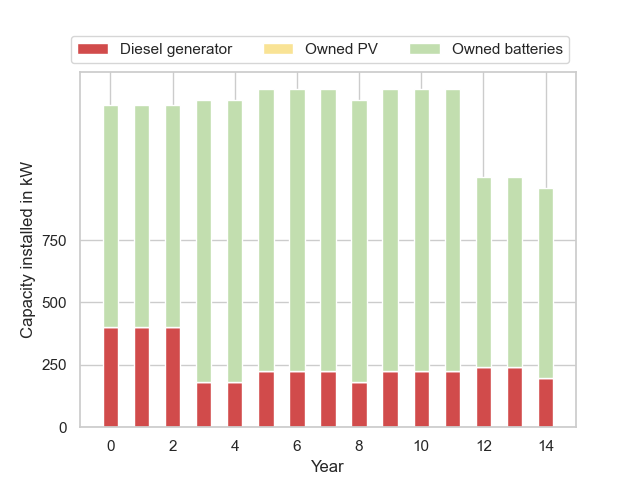 Diesel generator Owned PV Owned batteries
Capacity installed in kW
750
500
250
0
0 2 4 6 8 10 12 14
Year